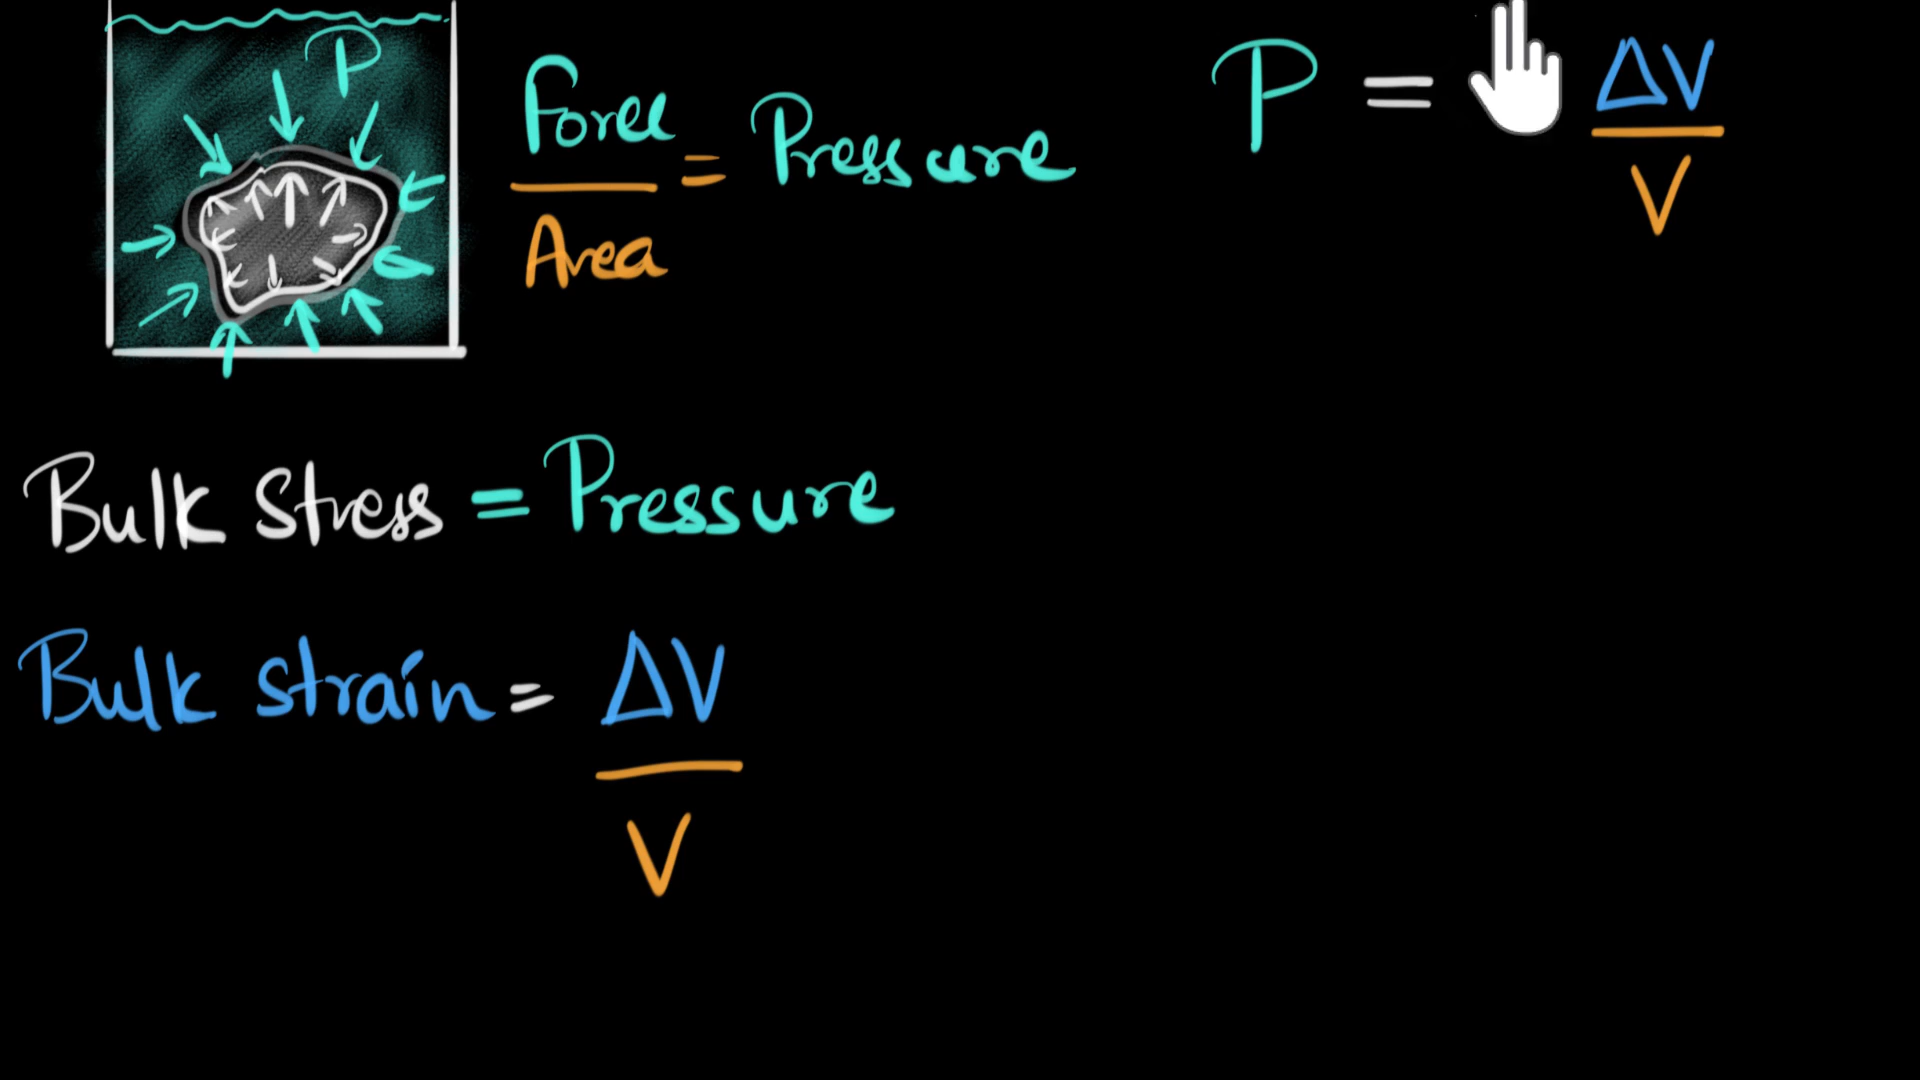 P
Force
Area
= Pressure
P = ΔV
V
Bulk stress = Pressure
Bulk strain = ΔV
V